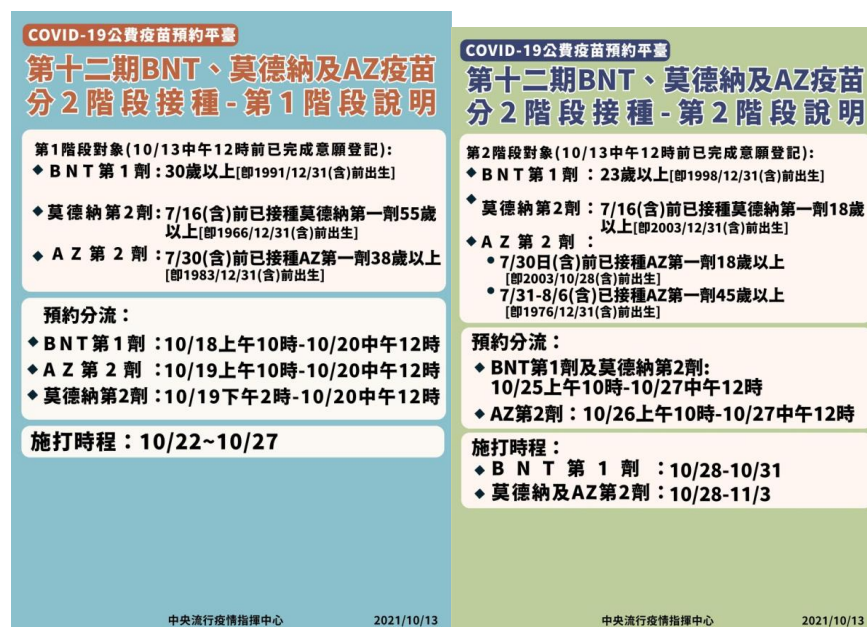 COVID-19公費疫苗預約平臺
第十二期BNT、莫德納及AZ疫苗
分2階段接種-第1階段說明
第1階段對象(10/13中午12時前已完成意願登記):
◆BNT第1劑:30歲以上[即1991/12/31(含)前出生]
◆莫德納第2劑:7/16(含)前已接種莫德納第一劑55歲
以上[即1966/12/31(含)前出生]
◆AZ第2劑:7/30(含)前已接種AZ第一劑38歲以上
[即1983/12/31(含)前出生]
預約分流:
◆BNT第1劑:10/18上午10時-10/20中午12時
◆AZ第2劑:10/19上午10時-10/20中午12時
◆莫德納第2劑:10/19下午2時-10/20中午12時
施打時程:10/22~10/27
中央流行疫情指揮中心 2021/10/13
COVID-19公費疫苗預約平臺
第十二期BNT、莫德納及AZ疫苗
分2階段接種-第2階段說明
第2階段對象(10/13中午12時前已完成意願登記):
◆BNT第1劑:23歲以上[即1998/12/31(含)前出生]
◆莫德納第2劑:7/16(含)前已接種莫德納第一劑18歲
以上[即2003/12/31(含)前出生]
◆AZ第2劑:
•7/30日(含)前已接種AZ第一劑18歲以上
[即2003/10/28(含)前出生]
•7/31-8/6(含)已接種AZ第一劑45歲以上
[即1976/12/31(含)前出生]
預約分流:
◆BNT第1劑及莫德納第2劑:
10/25上午10時-10/27中午12時
◆AZ第2劑:10/26上午10時-10/27中午12時
施打時程:
◆BNT第1劑:10/28-10/31
◆莫德納及AZ第2劑:10/28-11/3
中央流行疫情指揮中心 2021/10/13